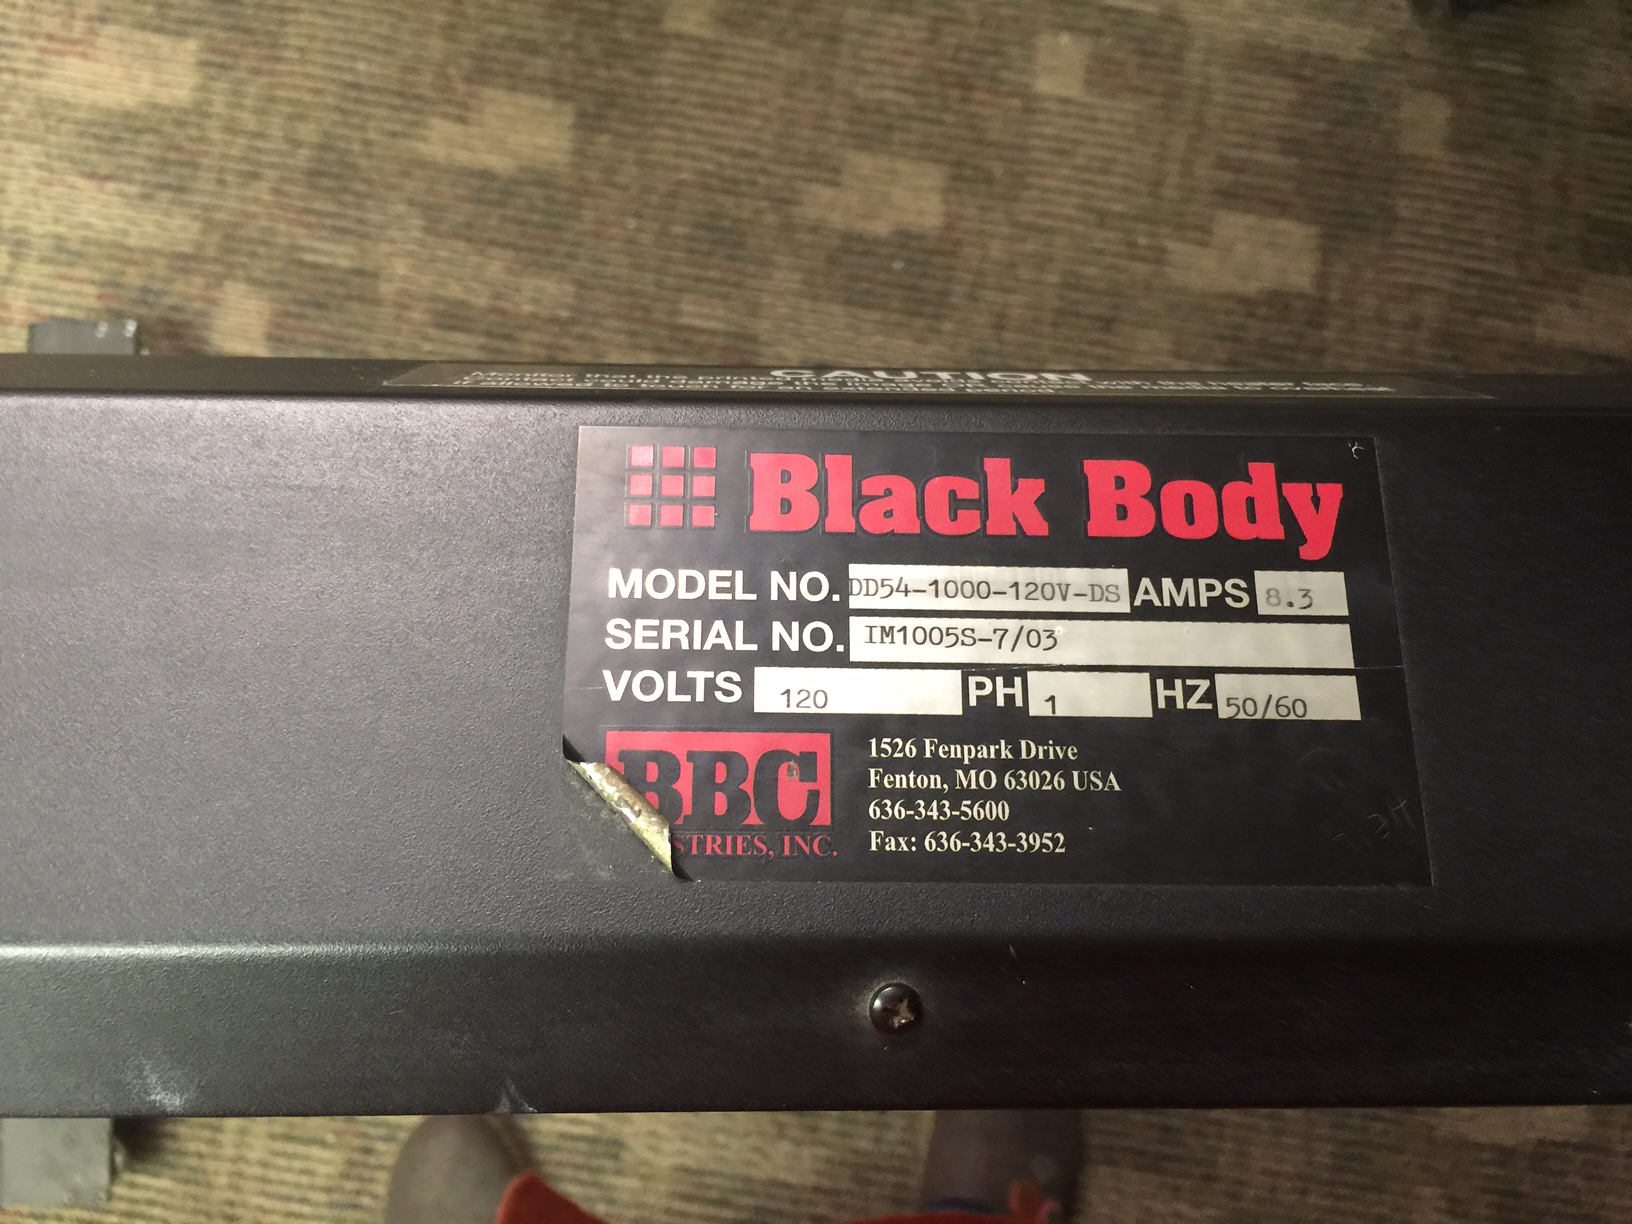 CAUTION
Black Body
MODEL NO. DD54-1000-120V-DS AMPS 8.3
SERIAL NO. IM1005S-7/03
VOLTS 120 PH 1 HZ 50/60
BBC
STRIES, INC.
1526 Fenpark Drive
Fenton, MO 63026 USA
636-343-5600
Fax: 636-343-3952